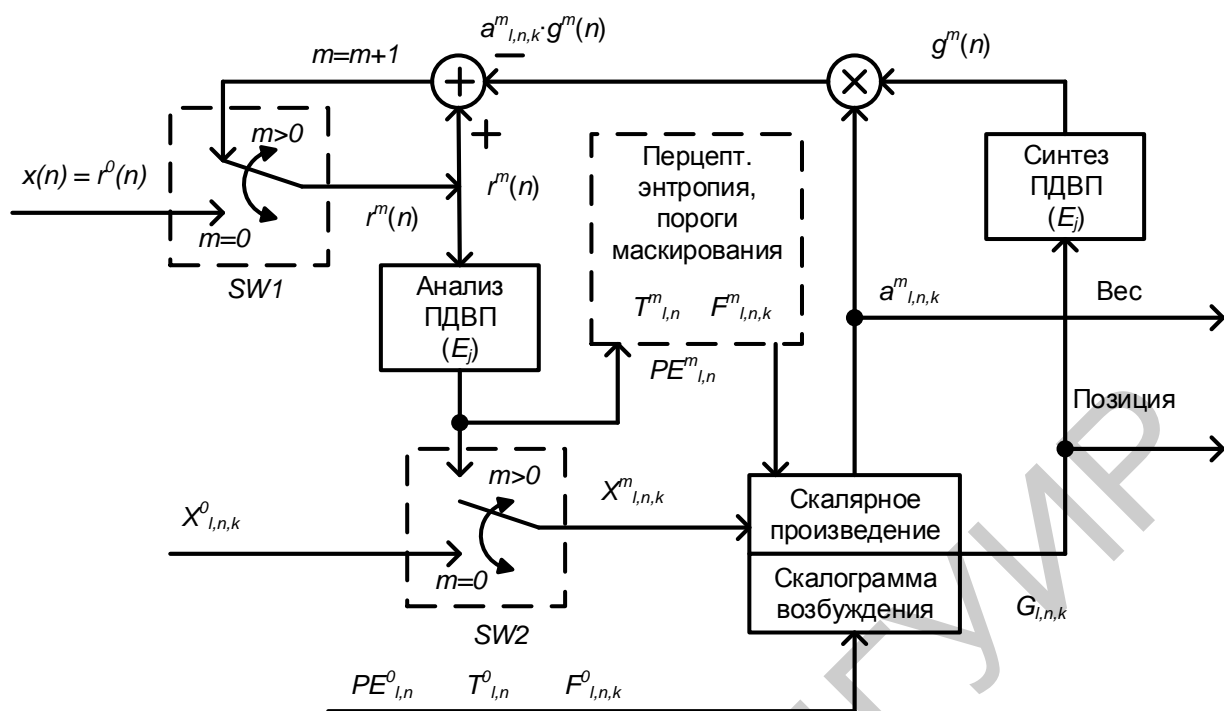 a^m_{l,n,k}·g^m(n)
g^m(n)
m=m+1
−
+
×
+
m>0
x(n) = r^0(n)
m=0
r^m(n)
r^m(n)
SW1
Анализ
ПДВП
(E_j)
Перцепт.
энтропия,
пороги
маскирования
T^m_{l,n} F^m_{l,n,k}
PE^m_{l,n}
Синтез
ПДВП
(E_j)
a^m_{l,n,k}
Вес
Позиция
m>0
X^0_{l,n,k}
m=0
X^m_{l,n,k}
SW2
Скалярное
произведение
Скалограмма
возбуждения
G_{l,n,k}
PE^0_{l,n} T^0_{l,n} F^0_{l,n,k}
ГУИР